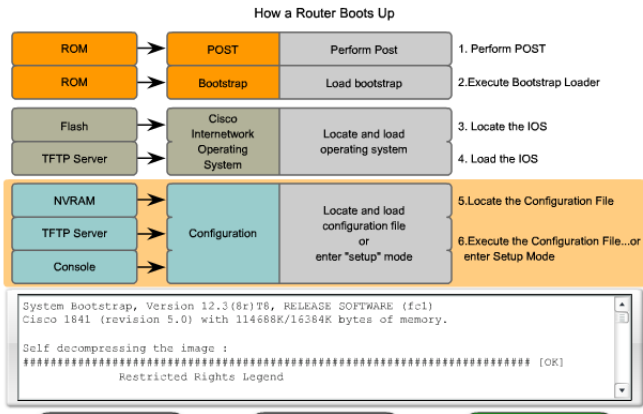 How a Router Boots Up
ROM POST Perform Post 1. Perform POST
ROM Bootstrap Load bootstrap 2.Execute Bootstrap Loader
Flash
TFTP Server
Cisco
Internetwork
Operating
System
Locate and load
operating system
3. Locate the IOS
4. Load the IOS
NVRAM
TFTP Server
Console
Configuration
Locate and load
configuration file
or
enter "setup" mode
5.Locate the Configuration File
6.Execute the Configuration File...or
enter Setup Mode
System Bootstrap, Version 12.3(8r)T8, RELEASE SOFTWARE (fc1)
Cisco 1841 (revision 5.0) with 114688K/16384K bytes of memory.
Self decompressing the image :
########################################################################## [OK]
Restricted Rights Legend